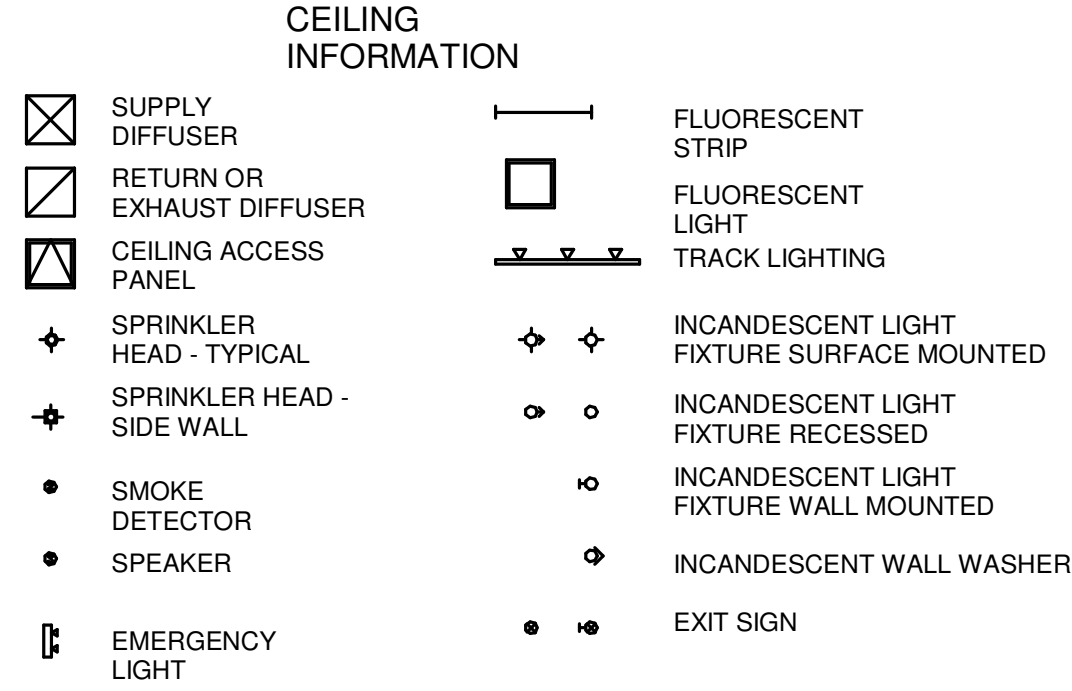 CEILING
INFORMATION
SUPPLY
DIFFUSER
RETURN OR
EXHAUST DIFFUSER
CEILING ACCESS
PANEL
SPRINKLER
HEAD - TYPICAL
SPRINKLER HEAD -
SIDE WALL
SMOKE
DETECTOR
SPEAKER
EMERGENCY
LIGHT
FLUORESCENT
STRIP
FLUORESCENT
LIGHT
TRACK LIGHTING
INCANDESCENT LIGHT
FIXTURE SURFACE MOUNTED
INCANDESCENT LIGHT
FIXTURE RECESSED
INCANDESCENT LIGHT
FIXTURE WALL MOUNTED
INCANDESCENT WALL WASHER
EXIT SIGN